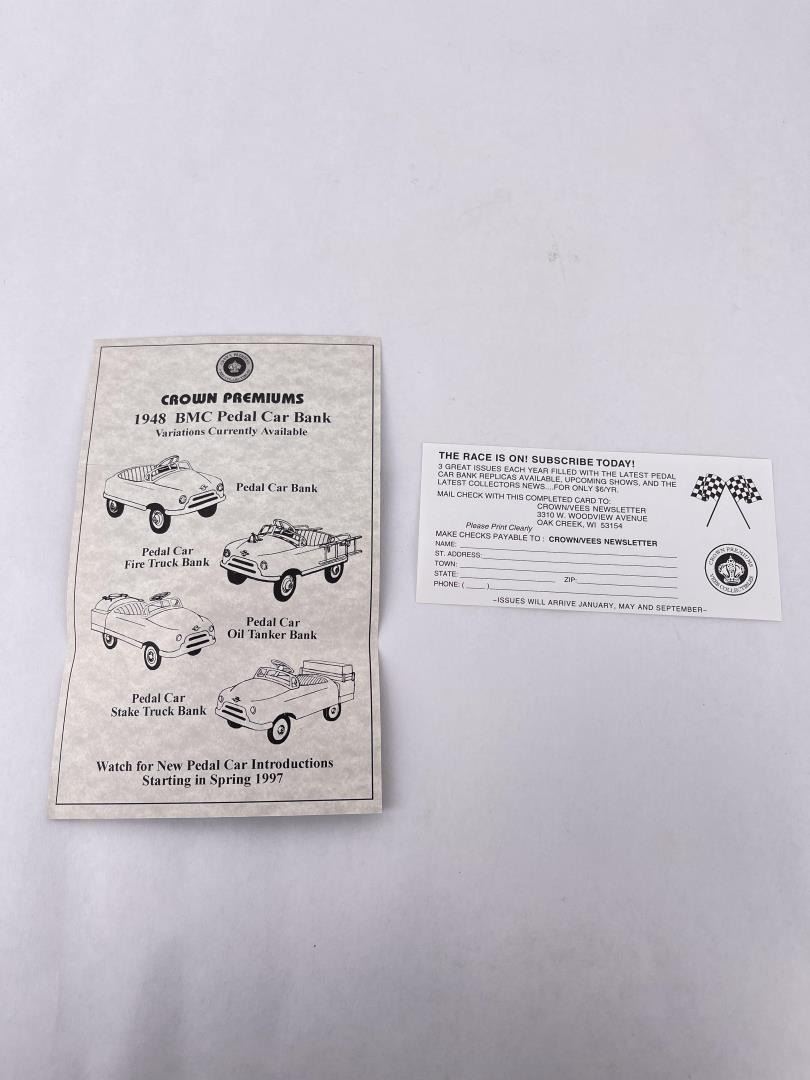 CROWN PREMIUMS
1948 BMC Pedal Car Bank
Variations Currently Available
Pedal Car Bank
Pedal Car
Fire Truck Bank
Pedal Car
Oil Tanker Bank
Pedal Car
Stake Truck Bank
Watch for New Pedal Car Introductions
Starting in Spring 1997
THE RACE IS ON! SUBSCRIBE TODAY!
3 GREAT ISSUES EACH YEAR FILLED WITH THE LATEST PEDAL
CAR BANK REPLICAS AVAILABLE, UPCOMING SHOWS, AND THE
LATEST COLLECTORS NEWS....FOR ONLY $6/YR.
MAIL CHECK WITH THIS COMPLETED CARD TO:
CROWN/VEES NEWSLETTER
3310 W. WOODVIEW AVENUE
OAK CREEK, WI 53154
Please Print Clearly
MAKE CHECKS PAYABLE TO : CROWN/VEES NEWSLETTER
NAME:
ST. ADDRESS:
TOWN:
STATE: ZIP:
PHONE: ( )
–ISSUES WILL ARRIVE JANUARY, MAY AND SEPTEMBER–
CROWN PREMIUMS
VEES COLLECTIBLES